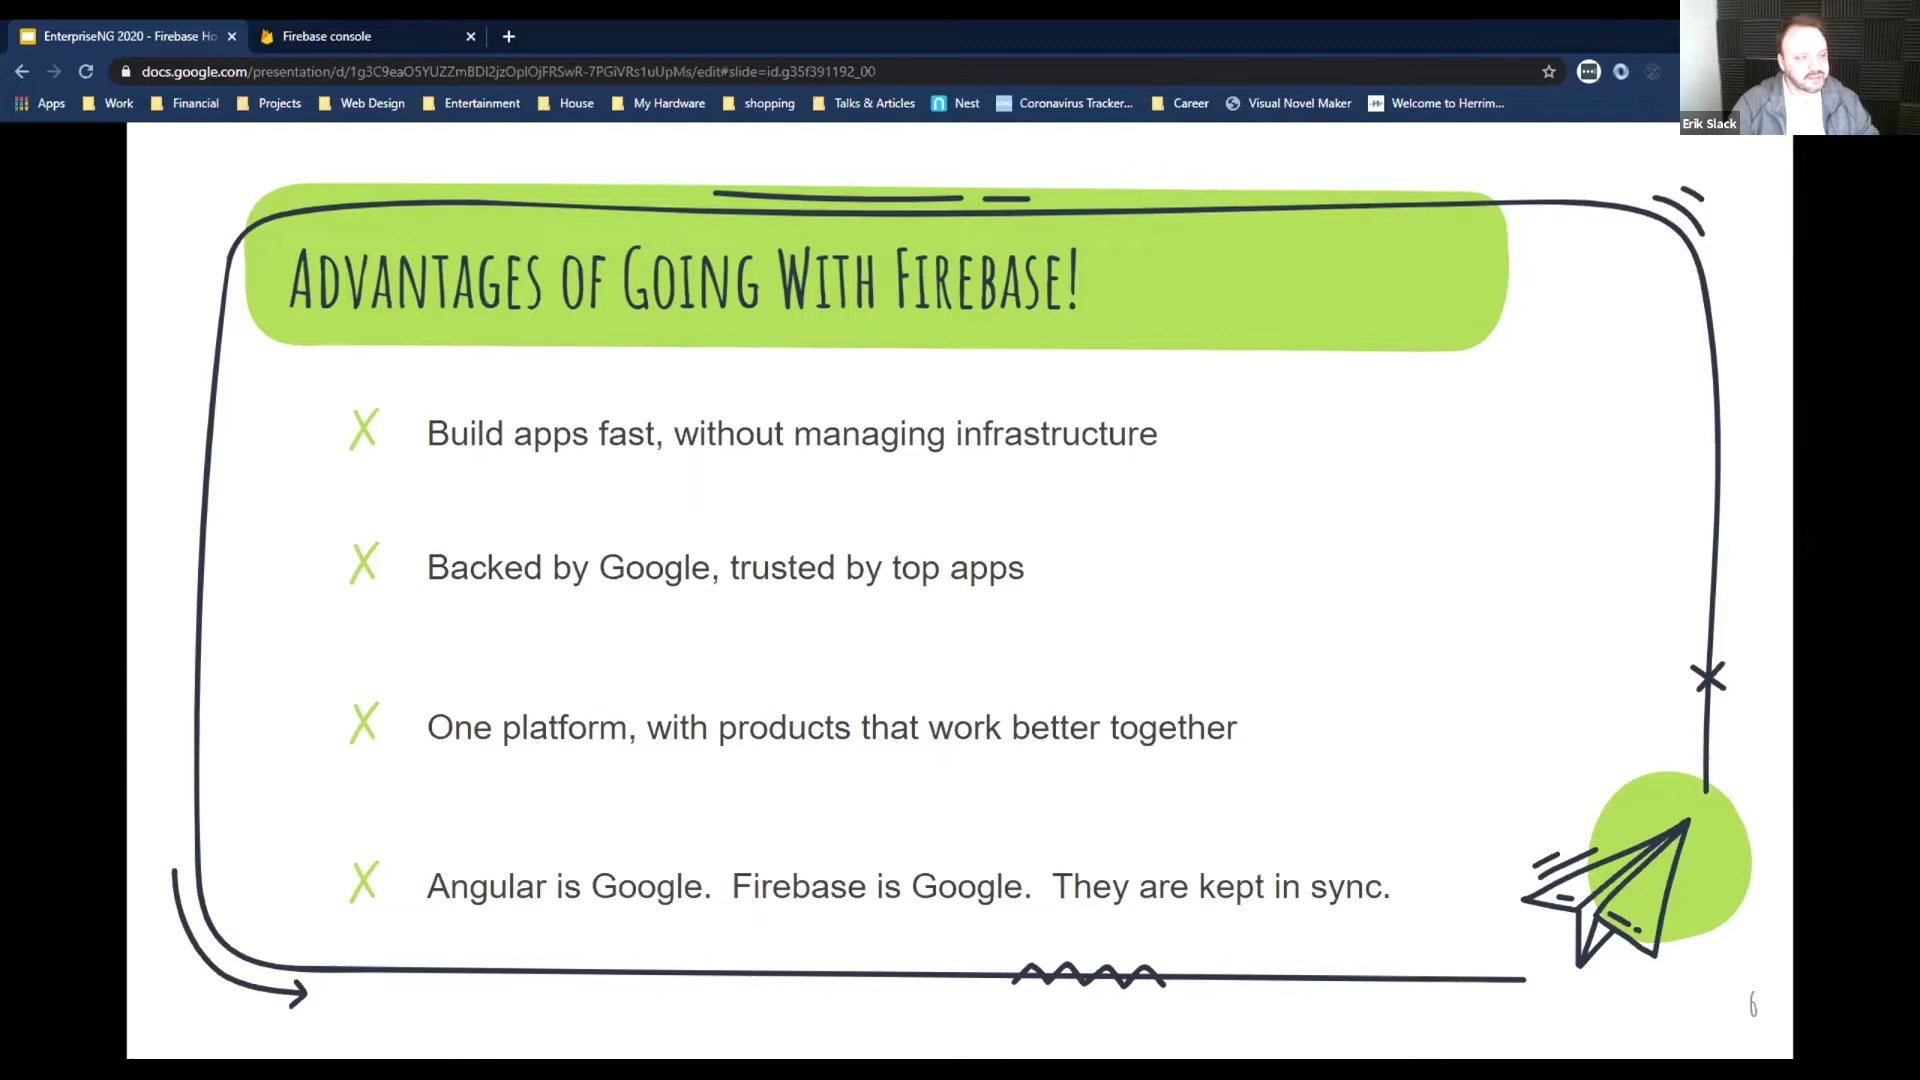 EnterpriseNG 2020 - Firebase Ho
Firebase console
docs.google.com/presentation/d/1g3C9eaO5YUZZmBDI2jzOplOjFRSwR-7PGiVRs1uUpMs/edit#slide=id.g35f391192_00
Apps Work Financial Projects Web Design Entertainment House My Hardware shopping Talks & Articles Nest Coronavirus Tracker... Career Visual Novel Maker Welcome to Herrim...
Erik Slack
Advantages of Going With Firebase!
Build apps fast, without managing infrastructure
Backed by Google, trusted by top apps
One platform, with products that work better together
Angular is Google. Firebase is Google. They are kept in sync.
6